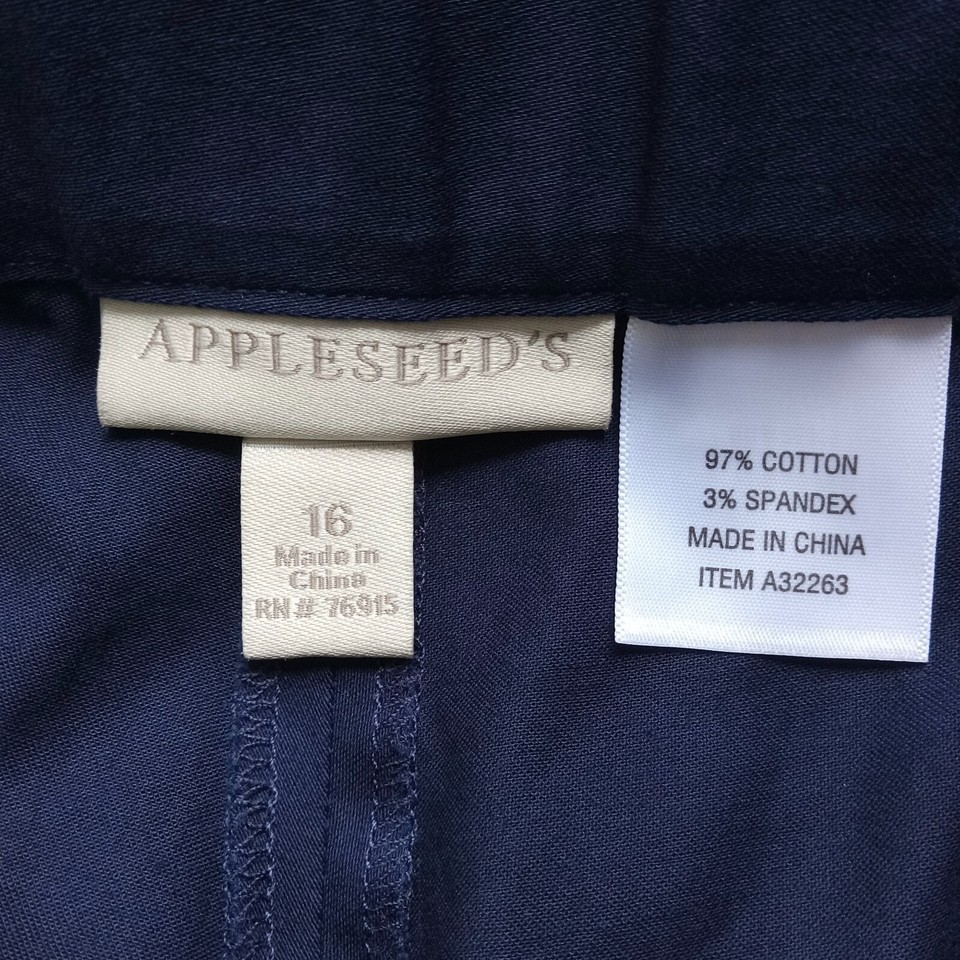 APPLESEED'S
16
Made in
China
RN# 76915
97% COTTON
3% SPANDEX
MADE IN CHINA
ITEM A32263